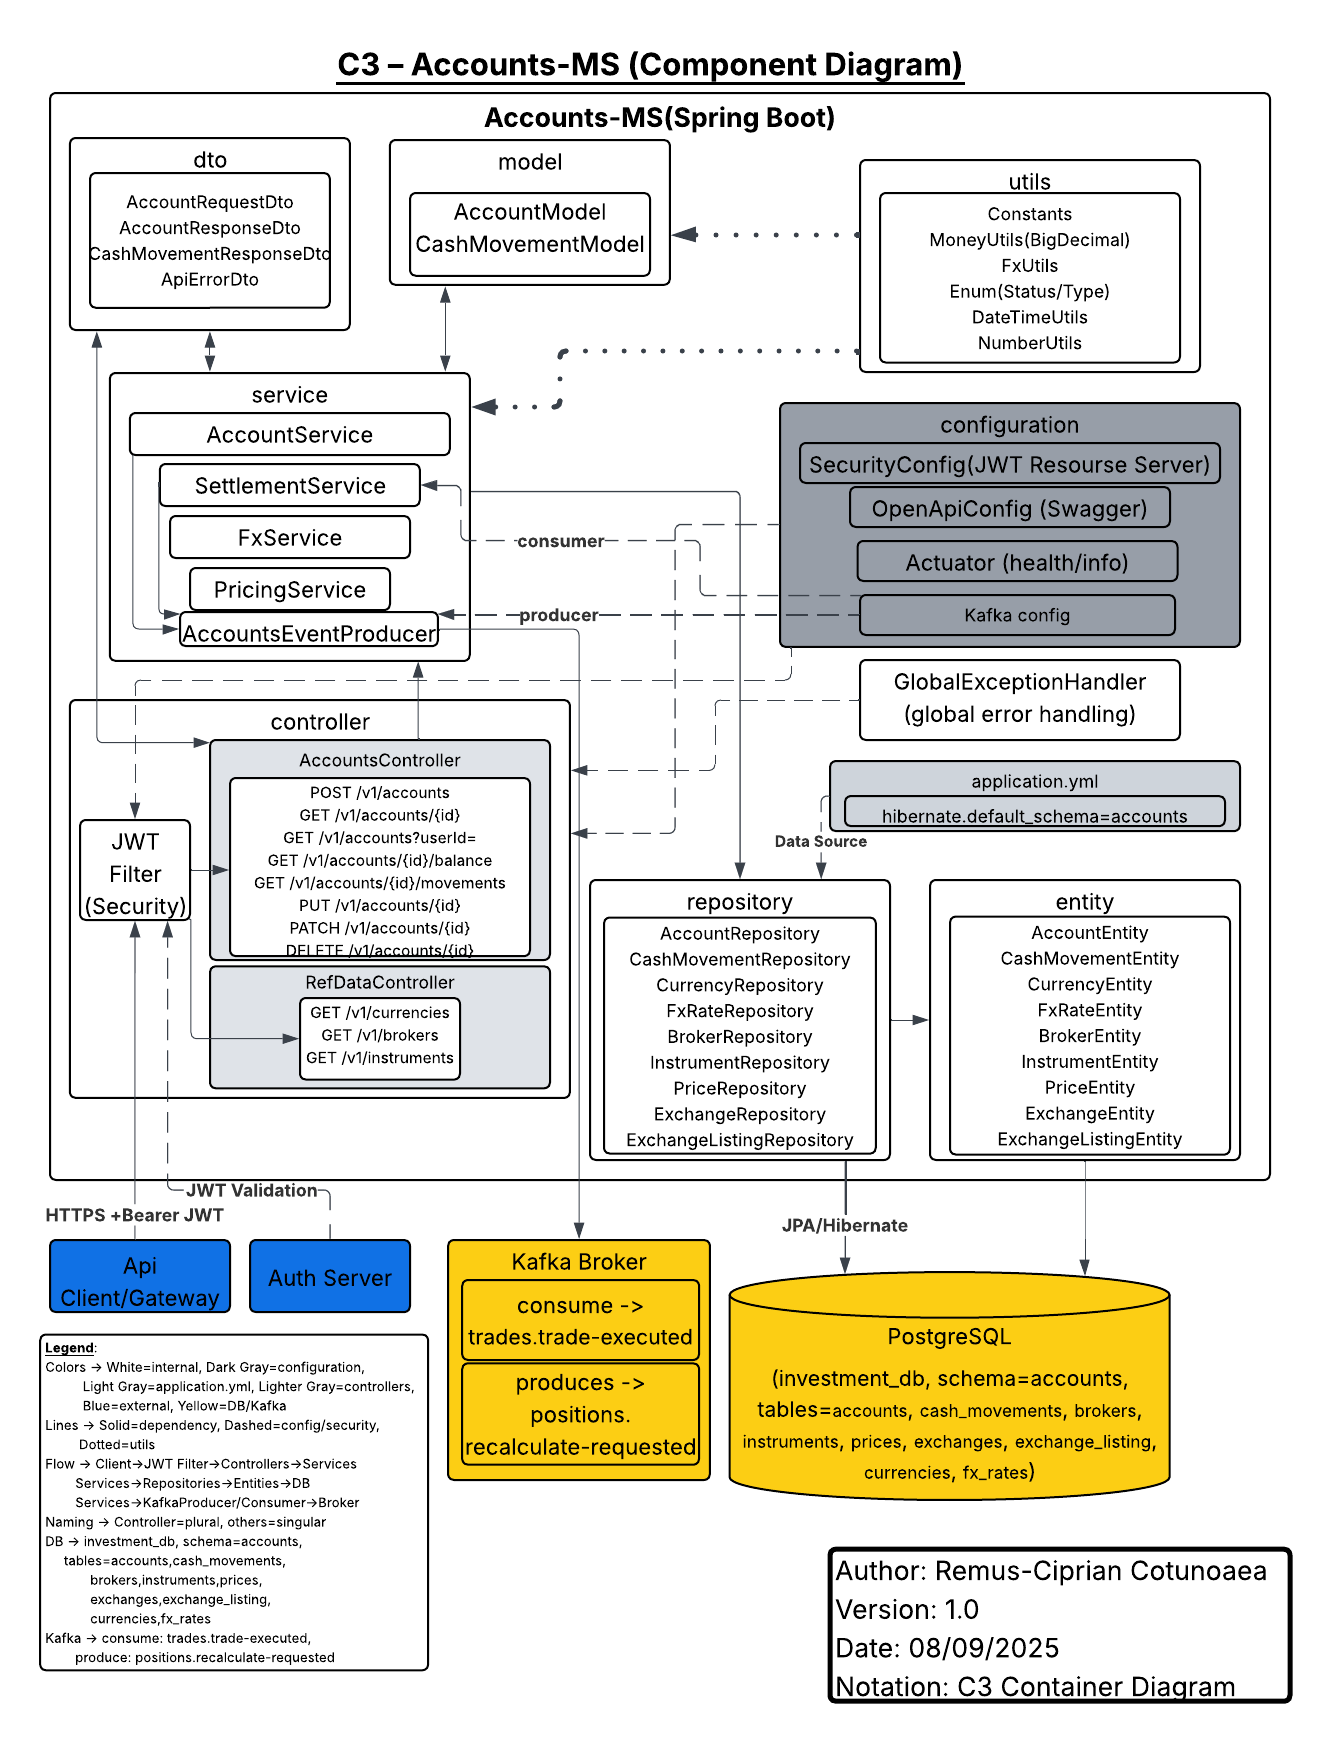 C3 – Accounts-MS (Component Diagram)
Accounts-MS(Spring Boot)
dto
AccountRequestDto
AccountResponseDto
CashMovementResponseDto
ApiErrorDto
model
AccountModel
CashMovementModel
utils
Constants
MoneyUtils(BigDecimal)
FxUtils
Enum(Status/Type)
DateTimeUtils
NumberUtils
service
AccountService
SettlementService
FxService
PricingService
AccountsEventProducer
consumer
producer
configuration
SecurityConfig(JWT Resourse Server)
OpenApiConfig (Swagger)
Actuator (health/info)
Kafka config
GlobalExceptionHandler
(global error handling)
application.yml
hibernate.default_schema=accounts
Data Source
controller
AccountsController
POST /v1/accounts
GET /v1/accounts/{id}
GET /v1/accounts?userId=
GET /v1/accounts/{id}/balance
GET /v1/accounts/{id}/movements
PUT /v1/accounts/{id}
PATCH /v1/accounts/{id}
DELETE /v1/accounts/{id}
RefDataController
GET /v1/currencies
GET /v1/brokers
GET /v1/instruments
JWT
Filter
(Security)
repository
AccountRepository
CashMovementRepository
CurrencyRepository
FxRateRepository
BrokerRepository
InstrumentRepository
PriceRepository
ExchangeRepository
ExchangeListingRepository
entity
AccountEntity
CashMovementEntity
CurrencyEntity
FxRateEntity
BrokerEntity
InstrumentEntity
PriceEntity
ExchangeEntity
ExchangeListingEntity
JWT Validation
HTTPS +Bearer JWT
JPA/Hibernate
Api
Client/Gateway
Auth Server
Kafka Broker
consume ->
trades.trade-executed
produces ->
positions.
recalculate-requested
PostgreSQL
(investment_db, schema=accounts,
tables=accounts, cash_movements, brokers,
instruments, prices, exchanges, exchange_listing,
currencies, fx_rates)
Legend:
Colors → White=internal, Dark Gray=configuration,
Light Gray=application.yml, Lighter Gray=controllers,
Blue=external, Yellow=DB/Kafka
Lines → Solid=dependency, Dashed=config/security,
Dotted=utils
Flow → Client→JWT Filter→Controllers→Services
Services→Repositories→Entities→DB
Services→KafkaProducer/Consumer→Broker
Naming → Controller=plural, others=singular
DB → investment_db, schema=accounts,
tables=accounts,cash_movements,
brokers,instruments,prices,
exchanges,exchange_listing,
currencies,fx_rates
Kafka → consume: trades.trade-executed,
produce: positions.recalculate-requested
Author: Remus-Ciprian Cotunoaea
Version: 1.0
Date: 08/09/2025
Notation: C3 Container Diagram